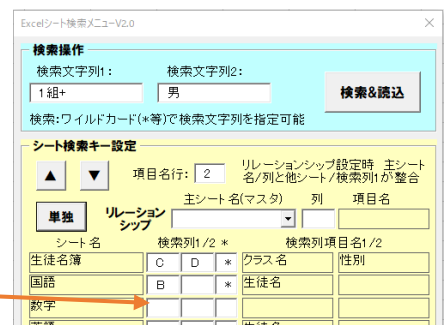 Excelシート検索メニューV2.0
検索操作
検索文字列1: 検索文字列2:
1組+ 男 検索&読込
検索:ワイルドカード(*等)で検索文字列を指定可能
シート検索キー設定
▲ ▼ 項目名行: 2 リレーションシップ設定時 主シート名/列と他シート/検索列1が整合
単独 リレーションシップ 主シート名(マスタ) 列 項目名
シート名 検索列1/2 * 検索列項目名1/2
生徒名簿 C D * クラス名 性別
国語 B * 生徒名
数字